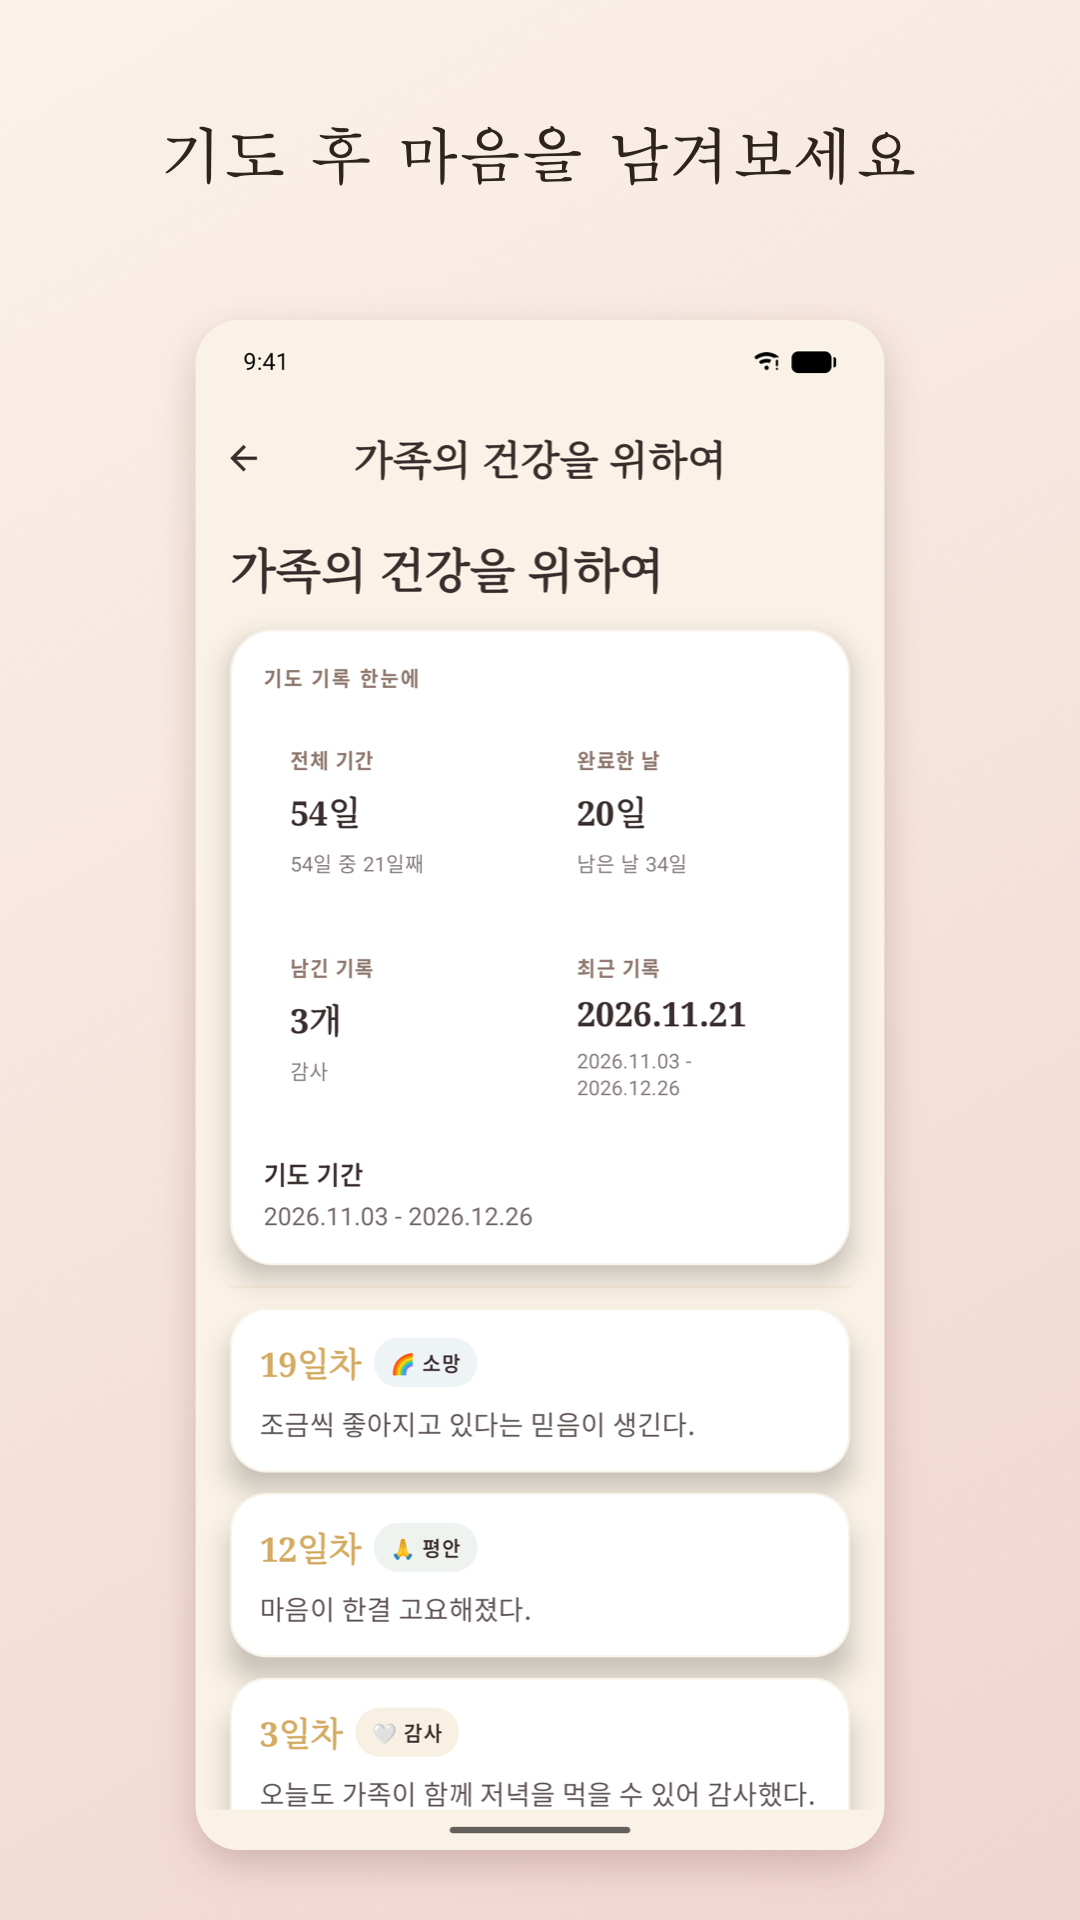 기도 후 마음을 남겨보세요
9:41
가족의 건강을 위하여
가족의 건강을 위하여
기도 기록 한눈에
전체 기간
54일
54일 중 21일째
완료한 날
20일
남은 날 34일
남긴 기록
3개
감사
최근 기록
2026.11.21
2026.11.03 -
2026.12.26
기도 기간
2026.11.03 - 2026.12.26
19일차 🌈 소망
조금씩 좋아지고 있다는 믿음이 생긴다.
12일차 🙏 평안
마음이 한결 고요해졌다.
3일차 🤍 감사
오늘도 가족이 함께 저녁을 먹을 수 있어 감사했다.